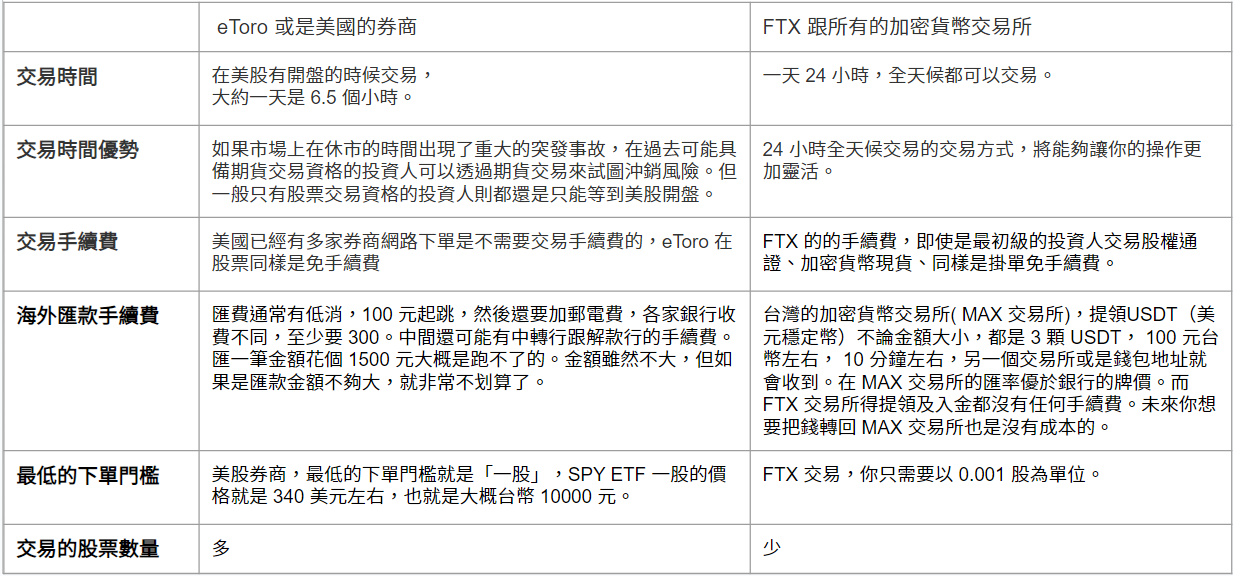 eToro 或是美國的券商
FTX 跟所有的加密貨幣交易所
交易時間
在美股有開盤的時候交易，
大約一天是 6.5 個小時。
一天 24 小時，全天候都可以交易。
交易時間優勢
如果市場上在休市的時間出現了重大的突發事故，在過去可能具
備期貨交易資格的投資人可以透過期貨交易來試圖沖銷風險。但
一般只有股票交易資格的投資人則都還是只能等到美股開盤。
24 小時全天候交易的交易方式，將能夠讓你的操作更
加靈活。
交易手續費
美國已經有多家券商網路下單是不需要交易手續費的，eToro 在
股票同樣是免手續費
FTX 的的手續費，即使是最初級的投資人交易股權通
證、加密貨幣現貨、同樣是掛單免手續費。
海外匯款手續費
匯費通常有低消，100 元起跳，然後還要加郵電費，各家銀行收
費不同，至少要 300。中間還可能有中轉行跟解款行的手續費。
匯一筆金額花個 1500 元大概是跑不了的。金額雖然不大，但如
果是匯款金額不夠大，就非常不划算了。
台灣的加密貨幣交易所( MAX 交易所)，提領USDT（美
元穩定幣）不論金額大小，都是 3 顆 USDT， 100 元台
幣左右， 10 分鐘左右，另一個交易所或是錢包地址就
會收到。在 MAX 交易所的匯率優於銀行的牌價。而
FTX 交易所得提領及入金都沒有任何手續費。未來你想
要把錢轉回 MAX 交易所也是沒有成本的。
最低的下單門檻
美股券商，最低的下單門檻就是「一股」，SPY ETF 一股的價
格就是 340 美元左右，也就是大概台幣 10000 元。
FTX 交易，你只需要以 0.001 股為單位。
交易的股票數量
多
少